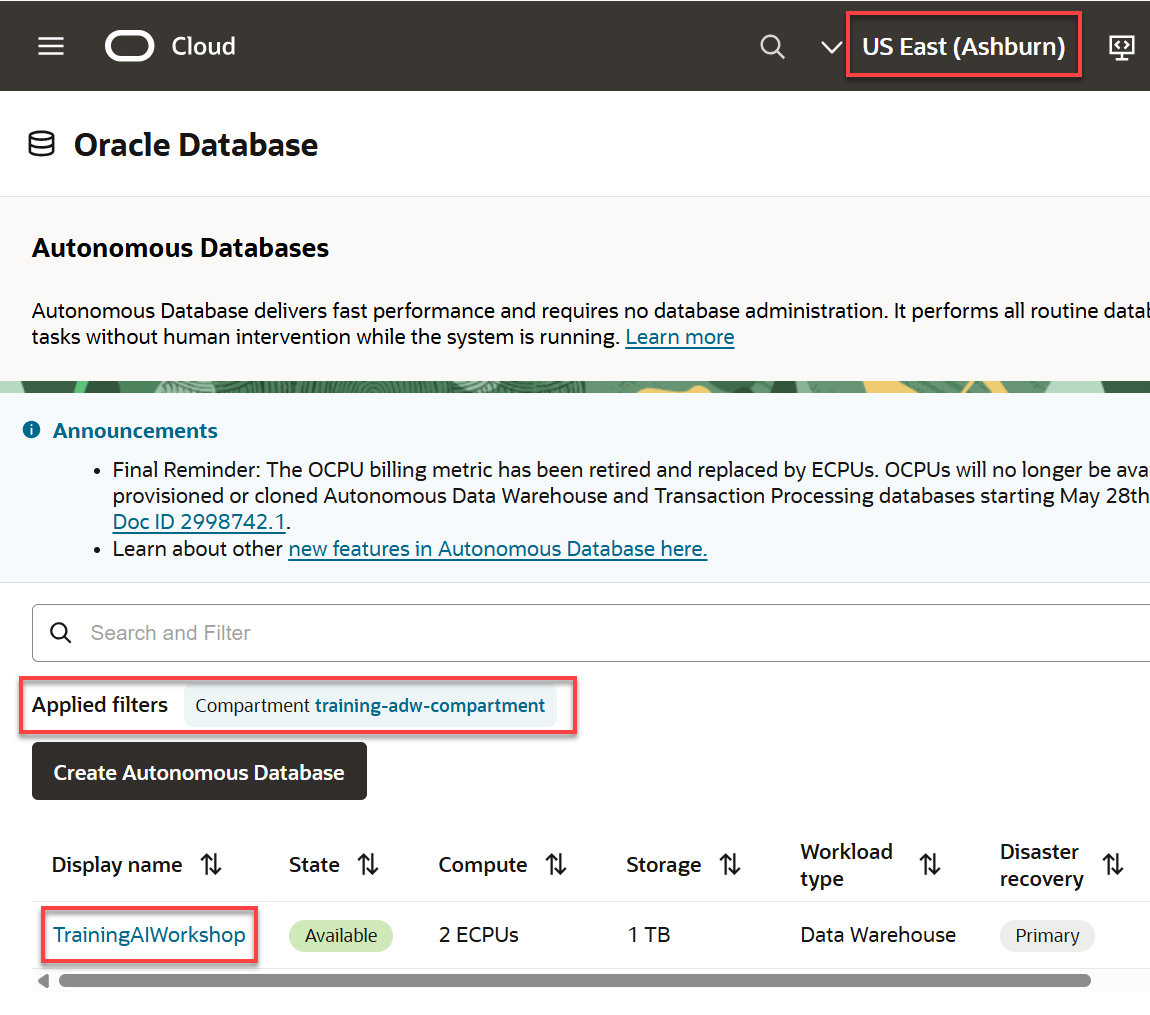 Cloud
US East (Ashburn)
Oracle Database
Autonomous Databases
Autonomous Database delivers fast performance and requires no database administration. It performs all routine
tasks without human intervention while the system is running. Learn more
Announcements
Final Reminder: The OCPU billing metric has been retired and replaced by ECPUs. OCPUs will no longer be
provisioned or cloned Autonomous Data Warehouse and Transaction Processing databases starting May 28th
Doc ID 2998742.1.
Learn about other new features in Autonomous Database here.
Search and Filter
Applied filters Compartment training-adw-compartment
Create Autonomous Database
Display name State Compute Storage Workload type Disaster recovery
TrainingAIWorkshop Available 2 ECPUs 1 TB Data Warehouse Primary